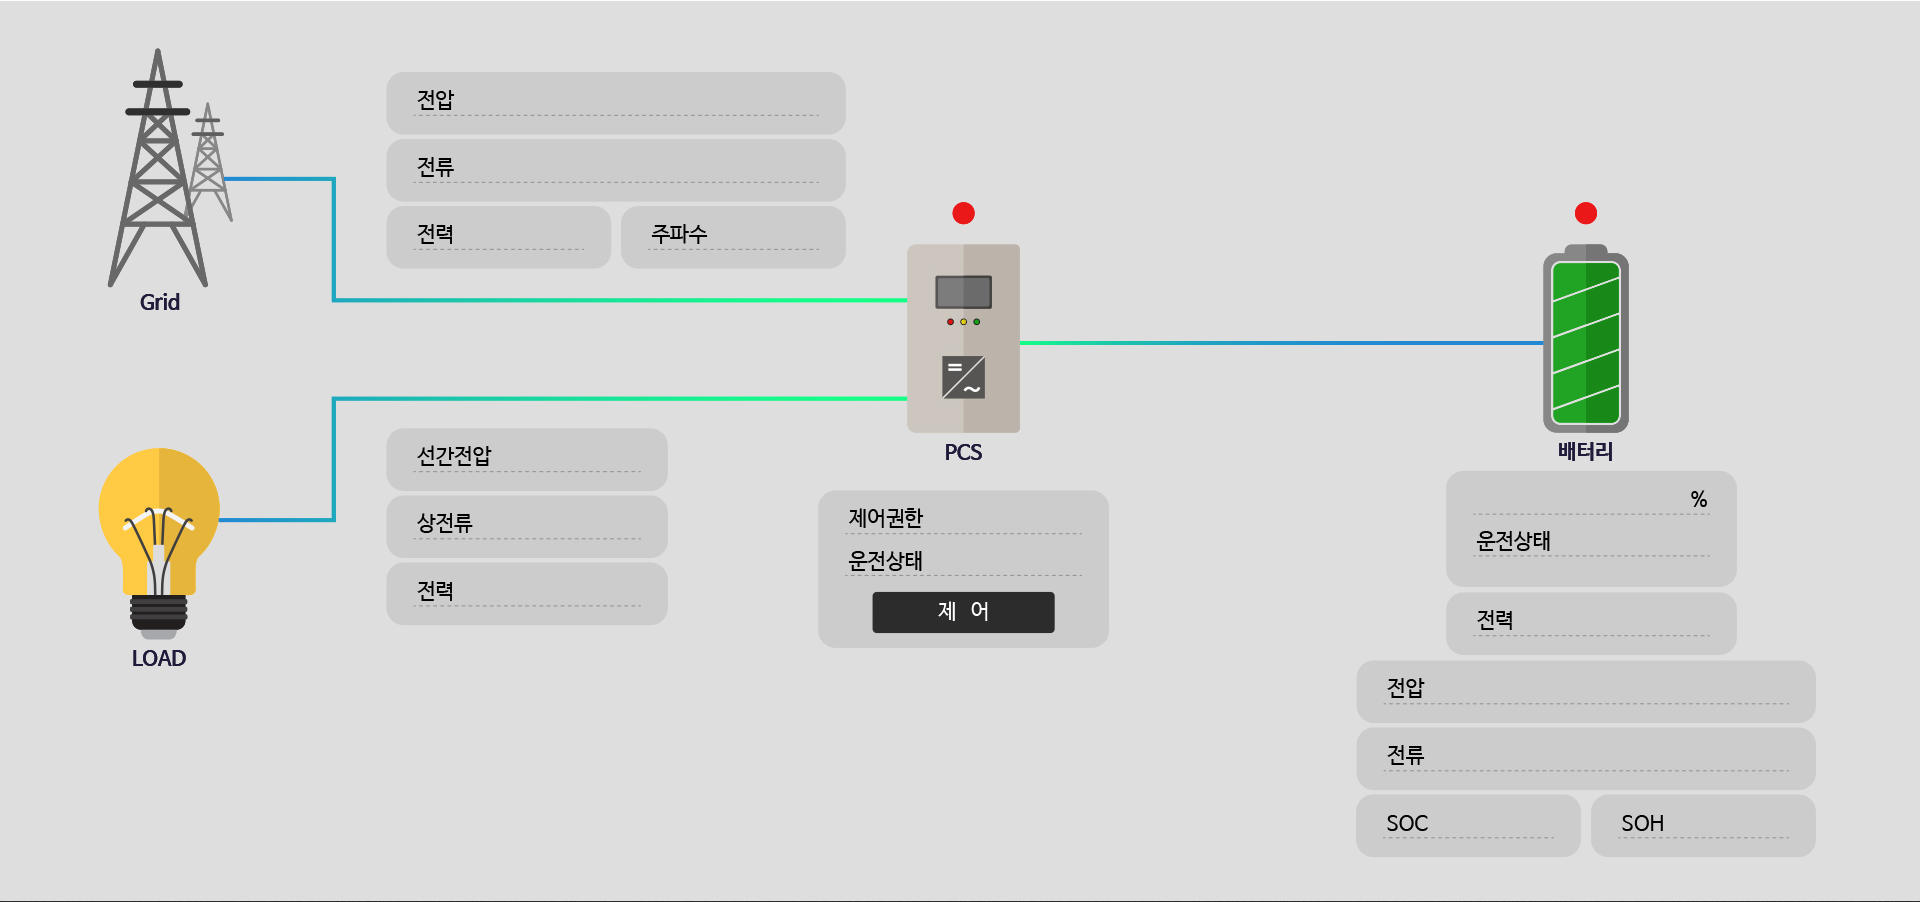 전압
전류
전력
주파수
Grid
선간전압
상전류
전력
LOAD
PCS
제어권한
운전상태
제 어
배터리
%
운전상태
전력
전압
전류
SOC
SOH